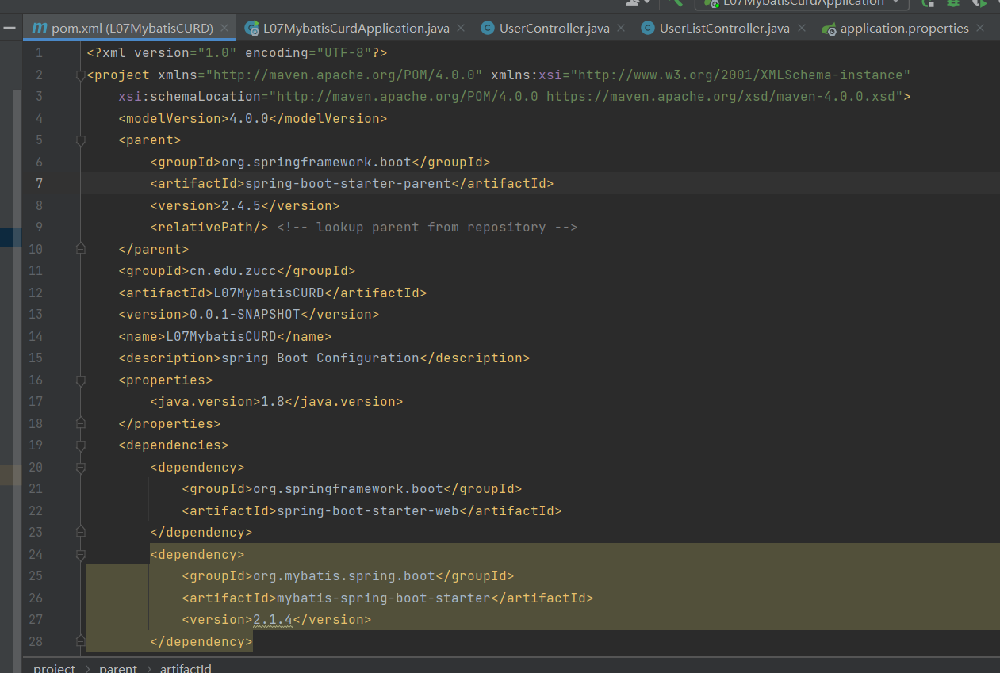 L07MybatisCurdApplication
m pom.xml (L07MybatisCURD) L07MybatisCurdApplication.java UserController.java UserListController.java application.properties
1 <?xml version="1.0" encoding="UTF-8"?>
2 <project xmlns="http://maven.apache.org/POM/4.0.0" xmlns:xsi="http://www.w3.org/2001/XMLSchema-instance"
3 xsi:schemaLocation="http://maven.apache.org/POM/4.0.0 https://maven.apache.org/xsd/maven-4.0.0.xsd">
4 <modelVersion>4.0.0</modelVersion>
5 <parent>
6 <groupId>org.springframework.boot</groupId>
7 <artifactId>spring-boot-starter-parent</artifactId>
8 <version>2.4.5</version>
9 <relativePath/> <!-- lookup parent from repository -->
10 </parent>
11 <groupId>cn.edu.zucc</groupId>
12 <artifactId>L07MybatisCURD</artifactId>
13 <version>0.0.1-SNAPSHOT</version>
14 <name>L07MybatisCURD</name>
15 <description>spring Boot Configuration</description>
16 <properties>
17 <java.version>1.8</java.version>
18 </properties>
19 <dependencies>
20 <dependency>
21 <groupId>org.springframework.boot</groupId>
22 <artifactId>spring-boot-starter-web</artifactId>
23 </dependency>
24 <dependency>
25 <groupId>org.mybatis.spring.boot</groupId>
26 <artifactId>mybatis-spring-boot-starter</artifactId>
27 <version>2.1.4</version>
28 </dependency>
project › parent › artifactId